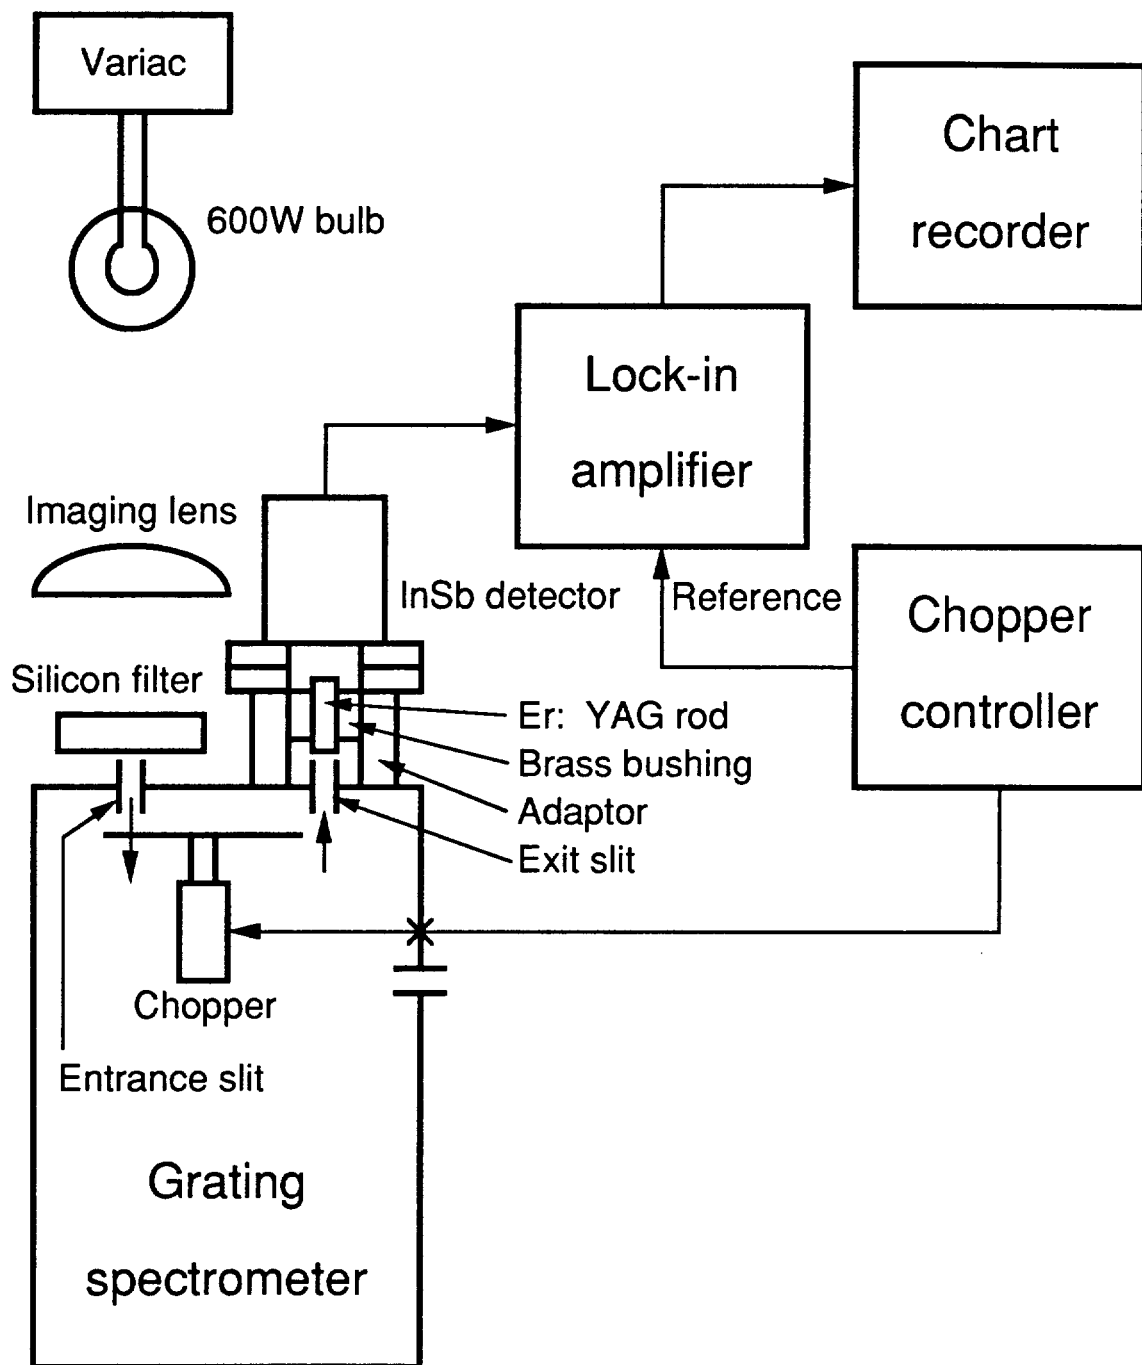 Variac
600W bulb
Chart
recorder
Lock-in
amplifier
Imaging lens
InSb detector
Reference
Chopper
controller
Silicon filter
Er: YAG rod
Brass bushing
Adaptor
Exit slit
Chopper
Entrance slit
Grating
spectrometer